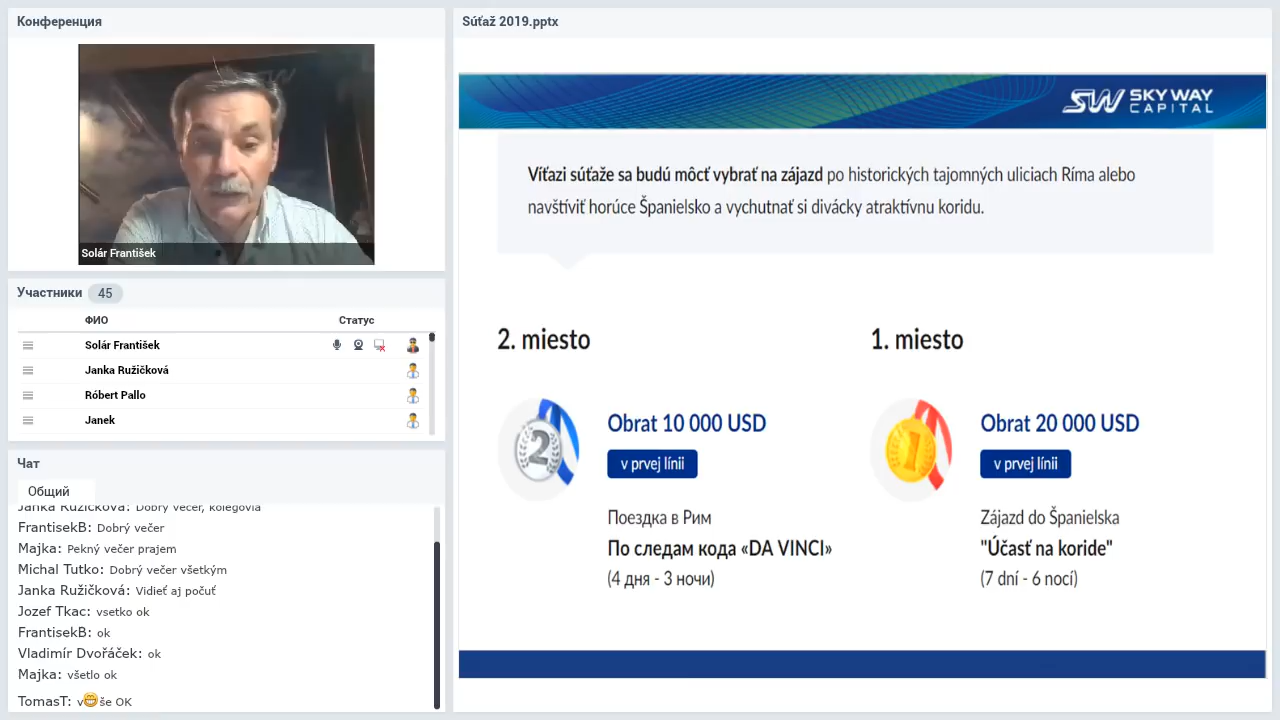 Конференция
Solár František
Участники 45
ФИО Статус
Solár František
Janka Ružičková
Róbert Pallo
Janek
Чат
Общий
Janka Ružičková: Dobrý večer, kolegovia
FrantisekB: Dobrý večer
Majka: Pekný večer prajem
Michal Tutko: Dobrý večer všetkým
Janka Ružičková: Vidieť aj počuť
Jozef Tkac: vsetko ok
FrantisekB: ok
Vladimír Dvořáček: ok
Majka: všetlo ok
TomasT: v😁še OK
Súťaž 2019.pptx
SW SKY WAY
CAPITAL
Víťazi súťaže sa budú môcť vybrať na zájazd po historických tajomných uliciach Ríma alebo
navštíviť horúce Španielsko a vychutnať si divácky atraktívnu koridu.
2. miesto
2
Obrat 10 000 USD
v prvej línii
Поездка в Рим
По следам кода «DA VINCI»
(4 дня - 3 ночи)
1. miesto
1
Obrat 20 000 USD
v prvej línii
Zájazd do Španielska
"Účasť na koride"
(7 dní - 6 nocí)